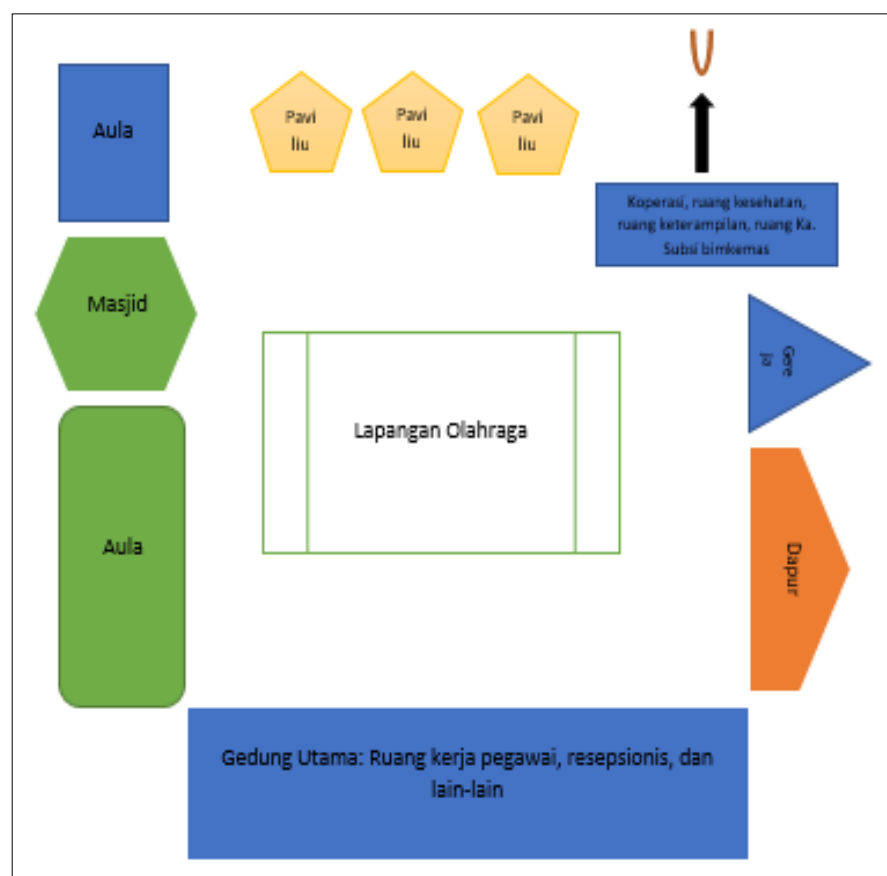 Aula
Pavi
liu
Pavi
liu
Pavi
liu
Koperasi, ruang kesehatan,
ruang keterampilan, ruang Ka.
Subsi bimkemas
Masjid
Gere
ja
Lapangan Olahraga
Aula
Dapur
Gedung Utama: Ruang kerja pegawai, resepsionis, dan
lain-lain